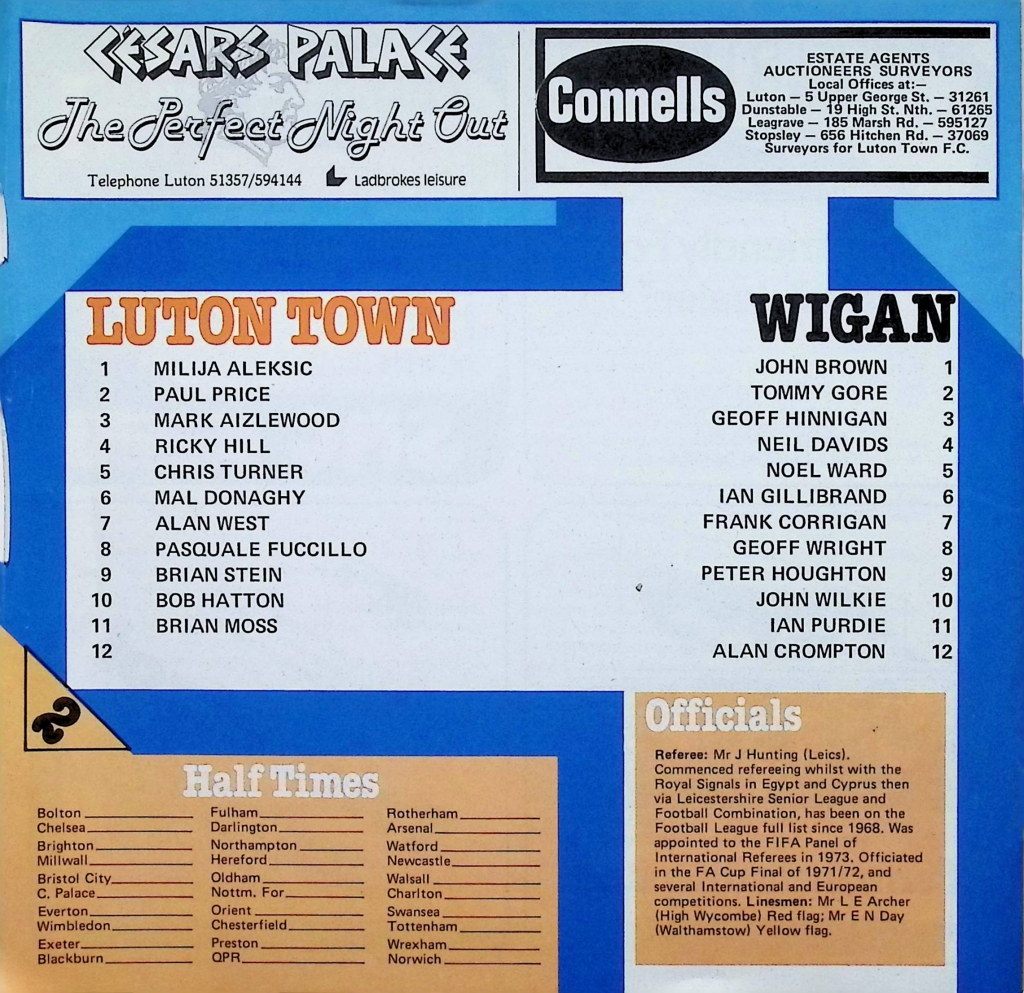 CESARS PALACE
The Perfect Night Out
Telephone Luton 51357/594144 Ladbrokes leisure
Connells
ESTATE AGENTS
AUCTIONEERS SURVEYORS
Local Offices at:—
Luton — 5 Upper George St. — 31261
Dunstable — 19 High St. Nth. — 61265
Leagrave — 185 Marsh Rd. — 595127
Stopsley — 656 Hitchen Rd. — 37069
Surveyors for Luton Town F.C.
LUTON TOWN
1 MILIJA ALEKSIC
2 PAUL PRICE
3 MARK AIZLEWOOD
4 RICKY HILL
5 CHRIS TURNER
6 MAL DONAGHY
7 ALAN WEST
8 PASQUALE FUCCILLO
9 BRIAN STEIN
10 BOB HATTON
11 BRIAN MOSS
12
WIGAN
JOHN BROWN 1
TOMMY GORE 2
GEOFF HINNIGAN 3
NEIL DAVIDS 4
NOEL WARD 5
IAN GILLIBRAND 6
FRANK CORRIGAN 7
GEOFF WRIGHT 8
PETER HOUGHTON 9
JOHN WILKIE 10
IAN PURDIE 11
ALAN CROMPTON 12
2
Half Times
Bolton
Chelsea
Brighton
Millwall
Bristol City
C. Palace
Everton
Wimbledon
Exeter
Blackburn
Fulham
Darlington
Northampton
Hereford
Oldham
Nottm. For
Orient
Chesterfield
Preston
QPR
Rotherham
Arsenal
Watford
Newcastle
Walsall
Charlton
Swansea
Tottenham
Wrexham
Norwich
Officials
Referee: Mr J Hunting (Leics).
Commenced refereeing whilst with the
Royal Signals in Egypt and Cyprus then
via Leicestershire Senior League and
Football Combination, has been on the
Football League full list since 1968. Was
appointed to the FIFA Panel of
International Referees in 1973. Officiated
in the FA Cup Final of 1971/72, and
several International and European
competitions. Linesmen: Mr L E Archer
(High Wycombe) Red flag; Mr E N Day
(Walthamstow) Yellow flag.